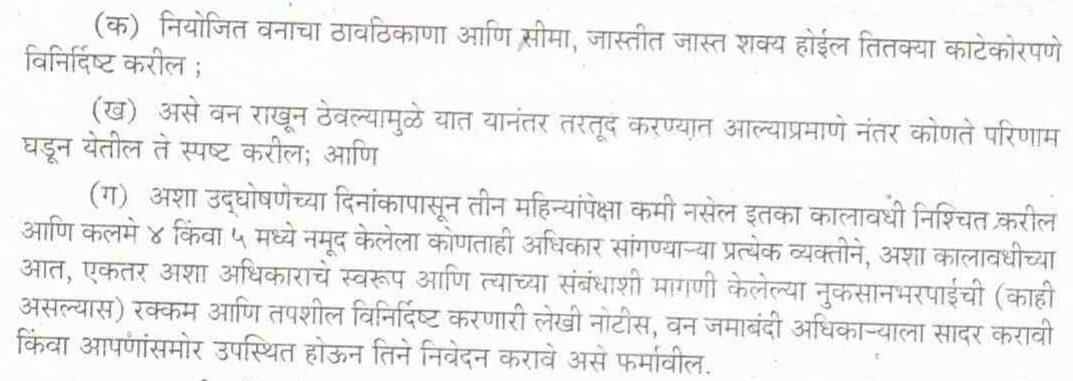 (क) नियोजित वनाचा ठावठिकाणा आणि सीमा, जास्तीत जास्त शक्य होईल तितक्या काटेकोरपणे
विनिर्दिष्ट करील ;
(ख) असे वन राखून ठेवल्यामुळे यात यानंतर तरतूद करण्यात आल्याप्रमाणे नंतर कोणते परिणाम
घडून येतील ते स्पष्ट करील; आणि
(ग) अशा उद्‌घोषणेच्या दिनांकापासून तीन महिन्यांपेक्षा कमी नसेल इतका कालावधी निश्चित करील
आणि कलमे ४ किंवा ५ मध्ये नमूद केलेला कोणताही अधिकार सांगणाऱ्या प्रत्येक व्यक्तीने, अशा कालावधीच्या
आत, एकतर अशा अधिकाराचे स्वरूप आणि त्याच्या संबंधाशी मागणी केलेल्या नुकसानभरपाईची (काही
असल्यास) रक्कम आणि तपशील विनिर्दिष्ट करणारी लेखी नोटीस, वन जमाबंदी अधिकाऱ्याला सादर करावी
किंवा आपणांसमोर उपस्थित होऊन तिने निवेदन करावे असे फर्मावील.